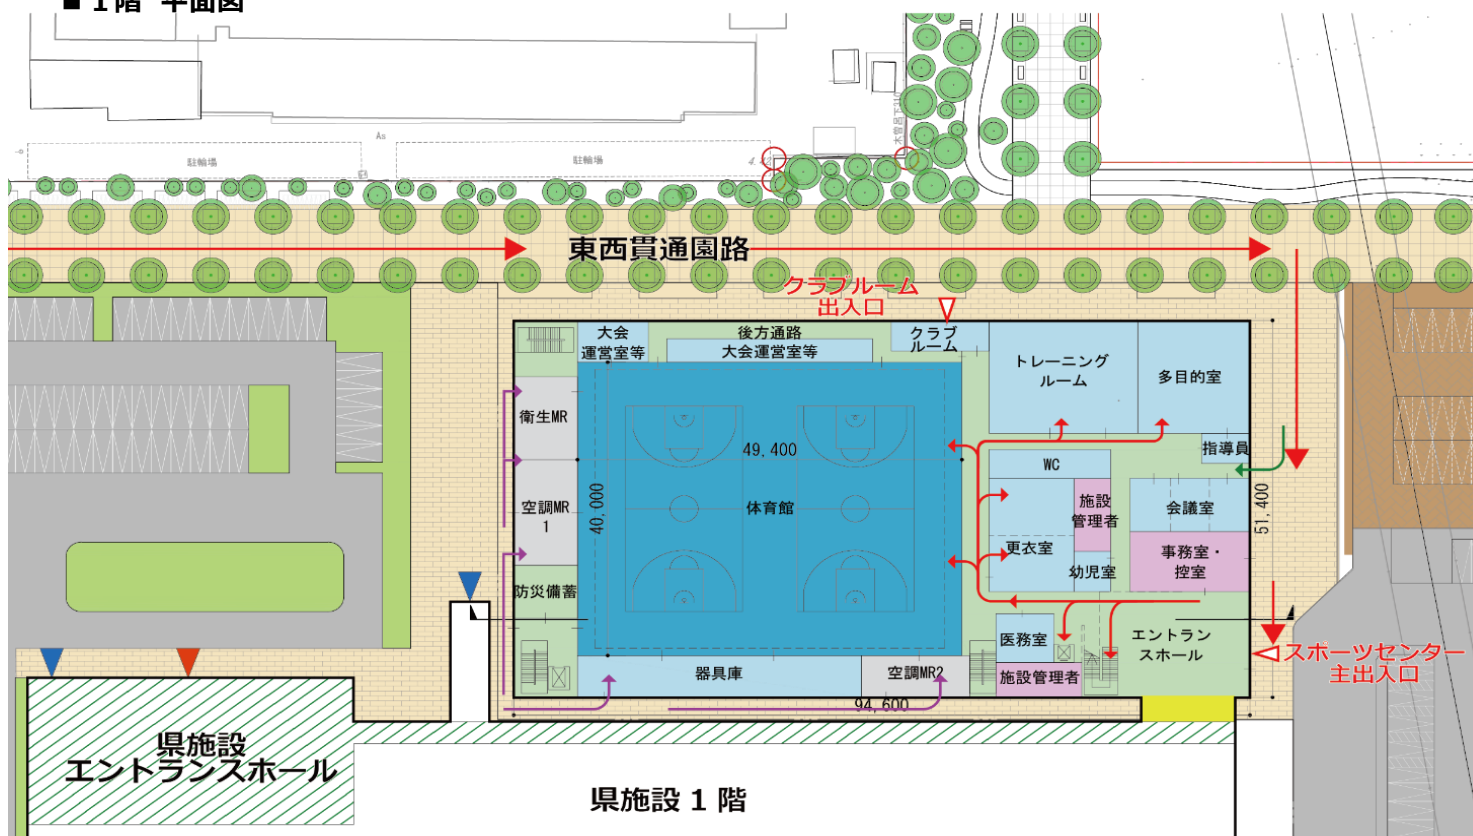 ■ 1階 平面図
As
駐輪場
駐輪場
東西貫通園路
クラブルーム
出入口
大会
運営室等
後方通路
大会運営室等
クラブ
ルーム
トレーニング
ルーム
多目的室
衛生MR
49,400
指導員
WC
空調MR
1
40,000
体育館
施設
管理者
会議室
51,400
更衣室
幼児室
事務室・
控室
防災備蓄
医務室
エントラン
スホール
スポーツセンター
主出入口
器具庫
空調MR2
施設管理者
94,600
県施設
エントランスホール
県施設 1 階